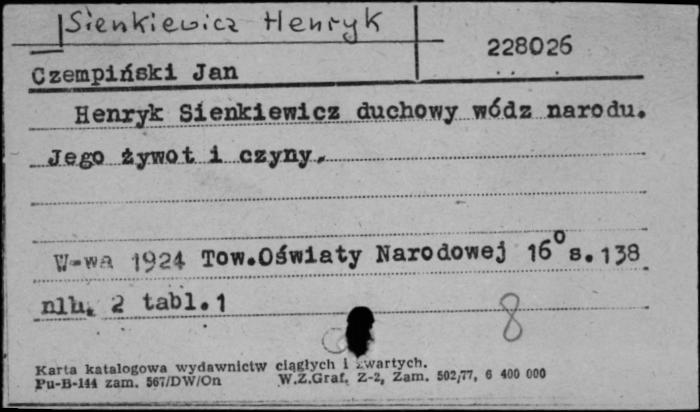 Sienkiewicz Henryk
228026
Czempiński Jan
Henryk Sienkiewicz duchowy wódz narodu.
Jego żywot i czyny.
W-wa 1924 Tow.Oświaty Narodowej 16° s.138
nlb. 2 tabl.1
8
Karta katalogowa wydawnictw ciągłych i zwartych.
Pu-B-144 zam. 567/DW/On W.Z.Graf. Z-2, Zam. 502/77, 6 400 000